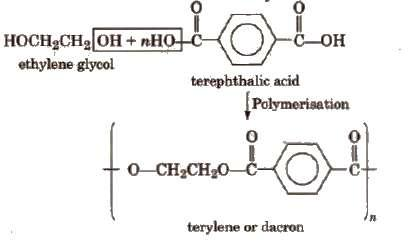 O O
HOCH₂CH₂ OH + nHO—C C—OH
ethylene glycol
terephthalic acid
Polymerisation
O O
O—CH₂CH₂O—C C
n
terylene or dacron